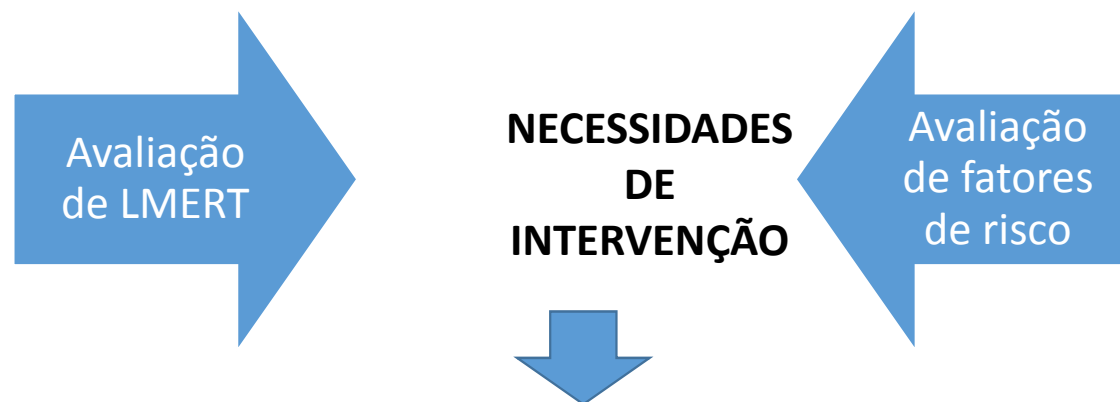 Avaliação
de LMERT
NECESSIDADES
DE
INTERVENÇÃO
Avaliação
de fatores
de risco